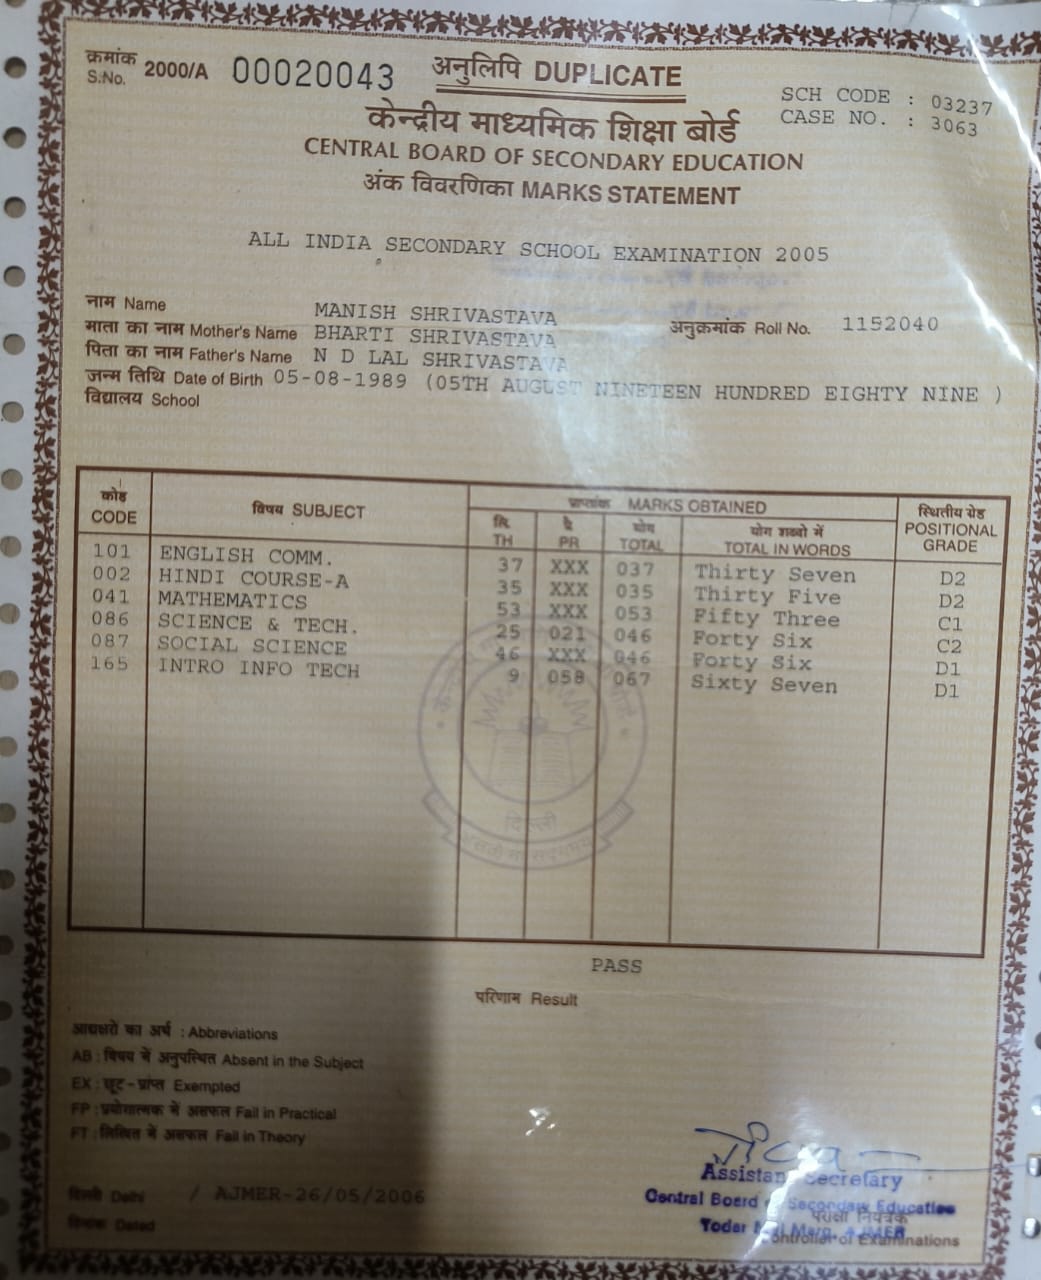 क्रमांक
S.No. 2000/A 00020043
अनुलिपि DUPLICATE
SCH CODE : 03237
CASE NO. : 3063
केन्द्रीय माध्यमिक शिक्षा बोर्ड
CENTRAL BOARD OF SECONDARY EDUCATION
अंक विवरणिका MARKS STATEMENT
ALL INDIA SECONDARY SCHOOL EXAMINATION 2005
नाम Name MANISH SHRIVASTAVA
अनुक्रमांक Roll No. 1152040
माता का नाम Mother's Name BHARTI SHRIVASTAVA
पिता का नाम Father's Name N D LAL SHRIVASTAVA
जन्म तिथि Date of Birth 05-08-1989 (05TH AUGUST NINETEEN HUNDRED EIGHTY NINE )
विद्यालय School
कोड विषय SUBJECT प्राप्तांक MARKS OBTAINED स्थितीय ग्रेड
CODE लि. प्रै योग योग शब्दो में POSITIONAL
TH PR TOTAL TOTAL IN WORDS GRADE
101 ENGLISH COMM. 37 XXX 037 Thirty Seven D2
002 HINDI COURSE-A 35 XXX 035 Thirty Five D2
041 MATHEMATICS 53 XXX 053 Fifty Three C1
086 SCIENCE & TECH. 25 021 046 Forty Six C2
087 SOCIAL SCIENCE 46 XXX 046 Forty Six D1
165 INTRO INFO TECH 9 058 067 Sixty Seven D1
PASS
परिणाम Result
आद्यक्षरो का अर्थ : Abbreviations
AB : विषय में अनुपस्थित Absent in the Subject
EX : छूट-प्राप्त Exempted
FP : प्रयोगात्मक में असफल Fail in Practical
FT : लिखित में असफल Fail in Theory
दिल्ली Delhi / AJMER-26/05/2006
दिनांक Dated
Assistant Secretary
Central Board of Secondary Education
परीक्षा नियंत्रक
Todar Mal Marg, AJMER
Controller of Examinations